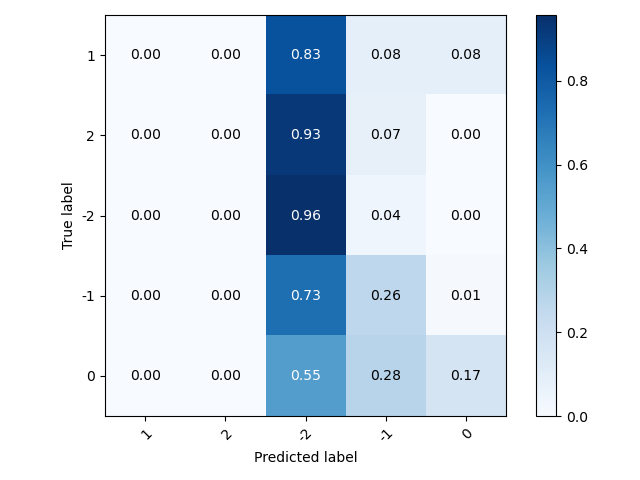 1 0.00 0.00 0.83 0.08 0.08
2 0.00 0.00 0.93 0.07 0.00
-2 0.00 0.00 0.96 0.04 0.00
-1 0.00 0.00 0.73 0.26 0.01
0 0.00 0.00 0.55 0.28 0.17
True label
1 2 -2 -1 0
Predicted label
0.8
0.6
0.4
0.2
0.0